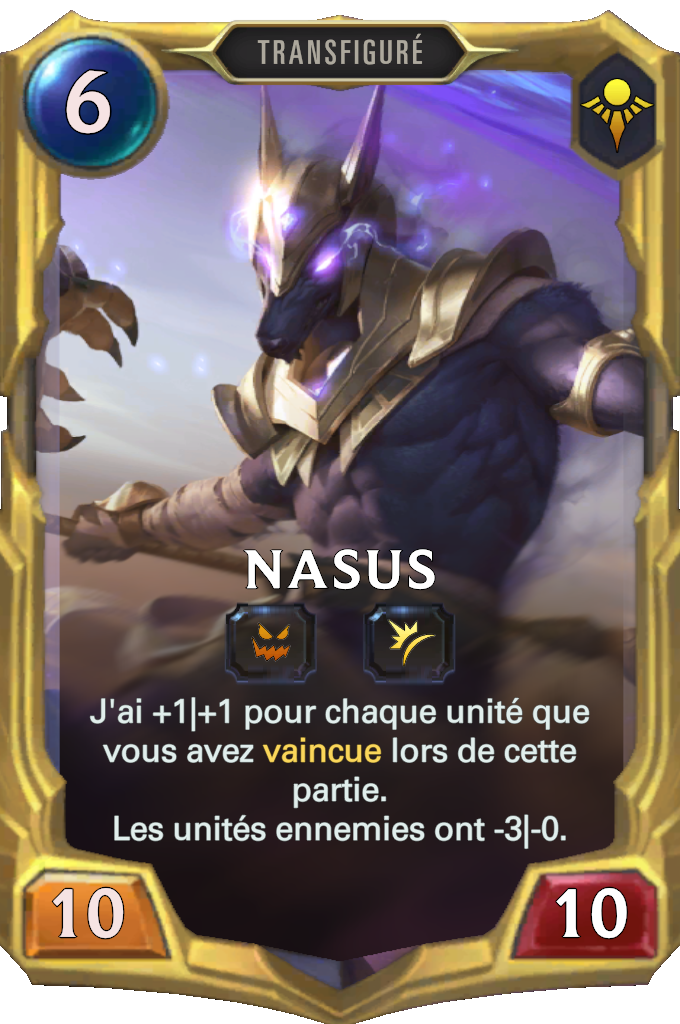 TRANSFIGURÉ
6
NASUS
J'ai +1|+1 pour chaque unité que
vous avez vaincue lors de cette
partie.
Les unités ennemies ont -3|-0.
10
10